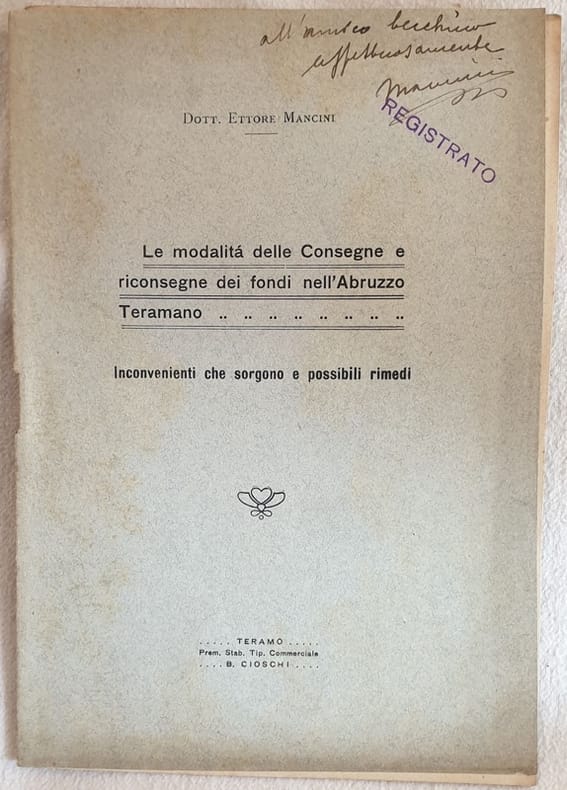 all'amico
affettuosamente
Mancini
REGISTRATO
DOTT. ETTORE MANCINI
Le modalitá delle Consegne e
riconsegne dei fondi nell'Abruzzo
Teramano .. .. .. .. .. .. .. ..
Inconvenienti che sorgono e possibili rimedi
..... TERAMO .....
Prem. Stab. Tip. Commerciale
.... B. CIOSCHI ....